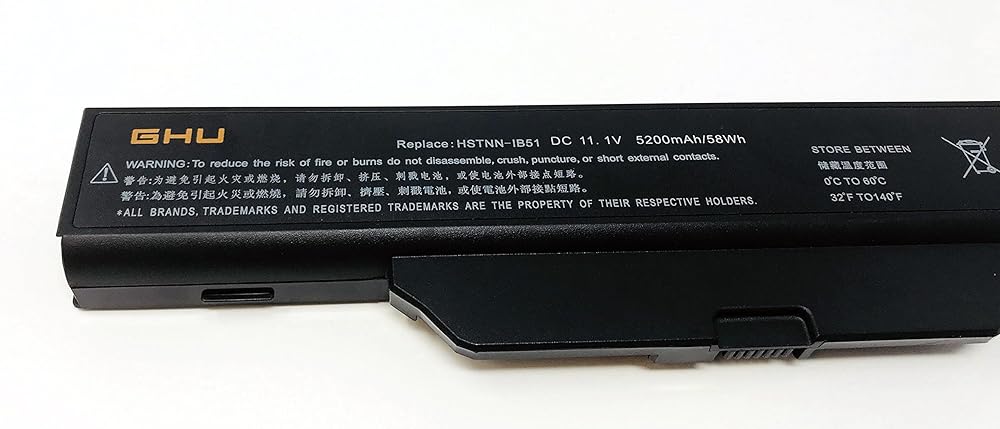 GHU
Replace:HSTNN-IB51 DC 11.1V 5200mAh/58Wh
WARNING:To reduce the risk of fire or burns do not disassemble, crush, puncture, or short external contacts.
警告:为避免引起火灾或燃烧，请勿拆卸、挤压、刺戳电池，或使电池外部接点短路.
警告:為避免引起火災或燃燒，請勿拆卸、擠壓、刺戳電池，或使電池外部接點短路.
*ALL BRANDS, TRADEMARKS AND REGISTERED TRADEMARKS ARE THE PROPERTY OF THEIR RESPECTIVE HOLDERS.
STORE BETWEEN
储藏温度范围
0℃ TO 60℃
32℉ TO140℉